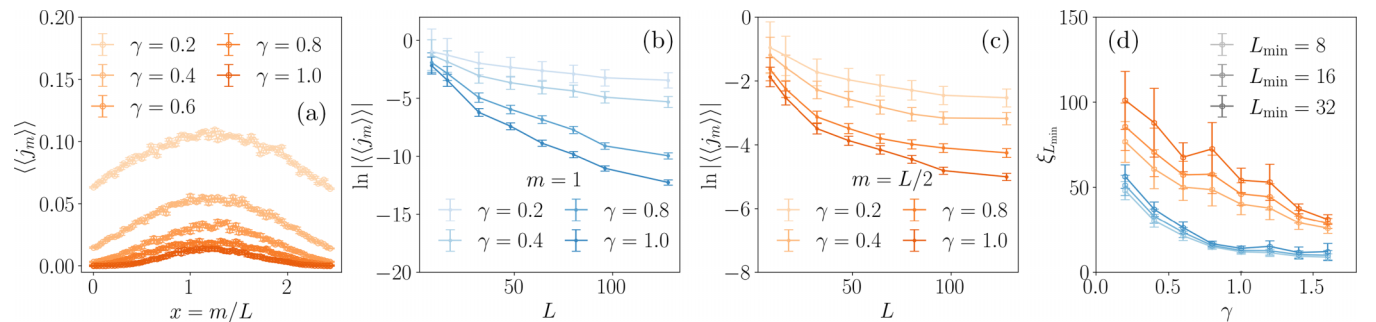 0.20
0.15
0.10
0.05
0.00
⟨⟨j_m⟩⟩
γ = 0.2
γ = 0.4
γ = 0.6
γ = 0.8
γ = 1.0
(a)
0 1 2
x = m/L
0
−5
−10
−15
−20
ln |⟨⟨j_m⟩⟩|
(b)
m = 1
γ = 0.2
γ = 0.4
γ = 0.8
γ = 1.0
50 100
L
0
−2
−4
−6
−8
ln |⟨⟨j_m⟩⟩|
(c)
m = L/2
γ = 0.2
γ = 0.4
γ = 0.8
γ = 1.0
50 100
L
150
100
50
0
ξ_{L_min}
(d)
L_min = 8
L_min = 16
L_min = 32
0.0 0.5 1.0 1.5
γ